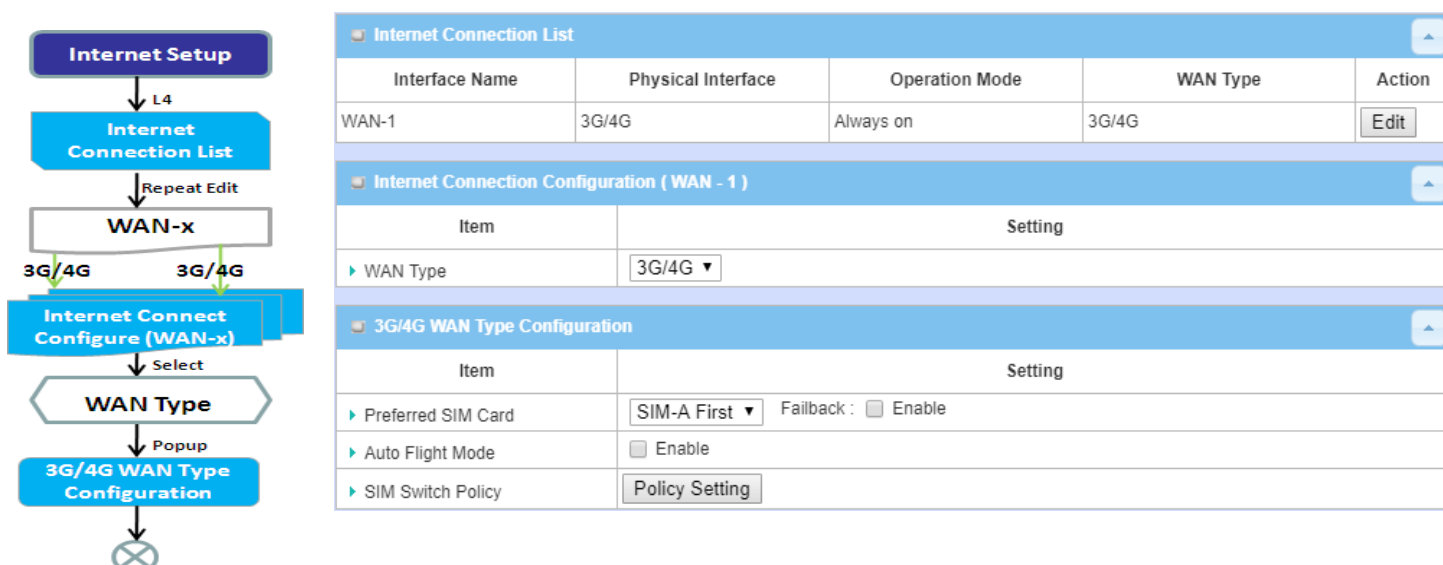 Internet Setup
L4
Internet
Connection List
Repeat Edit
WAN-x
3G/4G 3G/4G
Internet Connect
Configure (WAN-x)
Select
WAN Type
Popup
3G/4G WAN Type
Configuration
Internet Connection List
Interface Name Physical Interface Operation Mode WAN Type Action
WAN-1 3G/4G Always on 3G/4G Edit
Internet Connection Configuration ( WAN - 1 )
Item Setting
WAN Type 3G/4G
3G/4G WAN Type Configuration
Item Setting
Preferred SIM Card SIM-A First Failback : Enable
Auto Flight Mode Enable
SIM Switch Policy Policy Setting